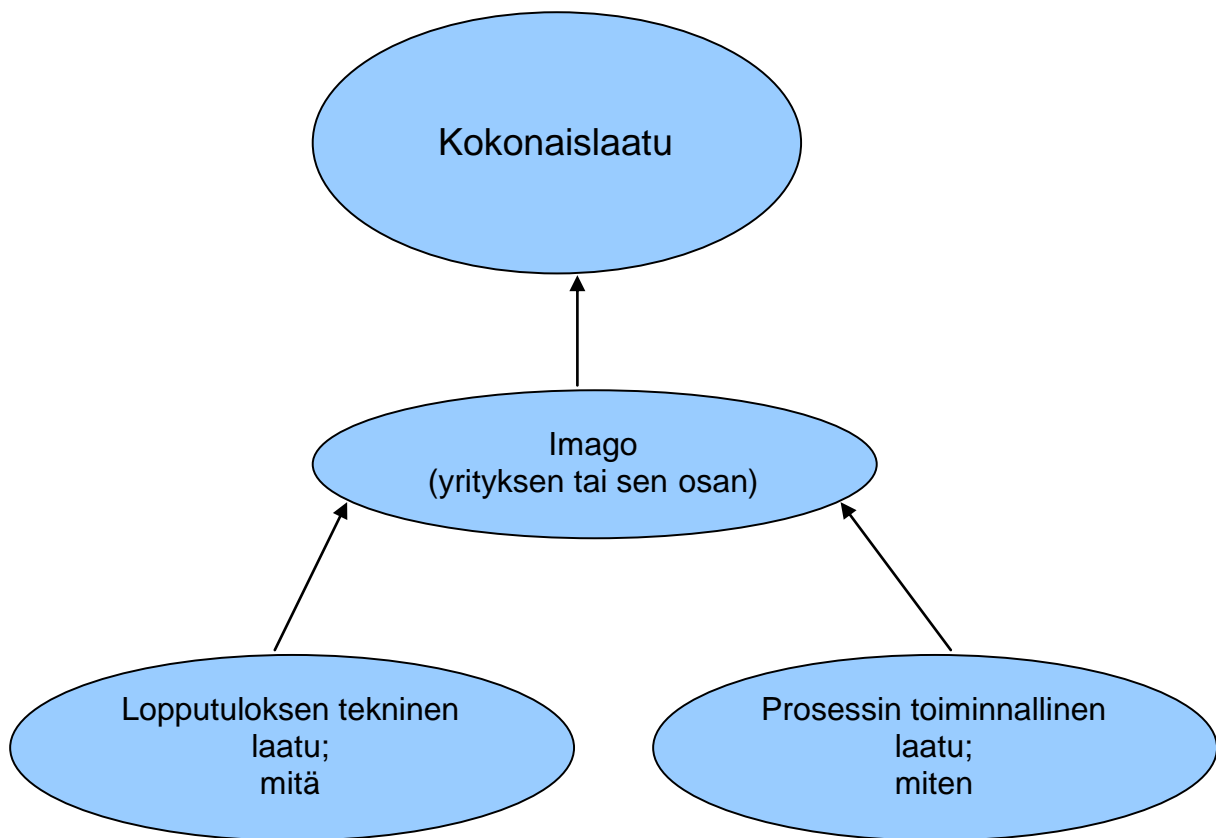 Kokonaislaatu
Imago
(yrityksen tai sen osan)
Lopputuloksen tekninen
laatu;
mitä
Prosessin toiminnallinen
laatu;
miten